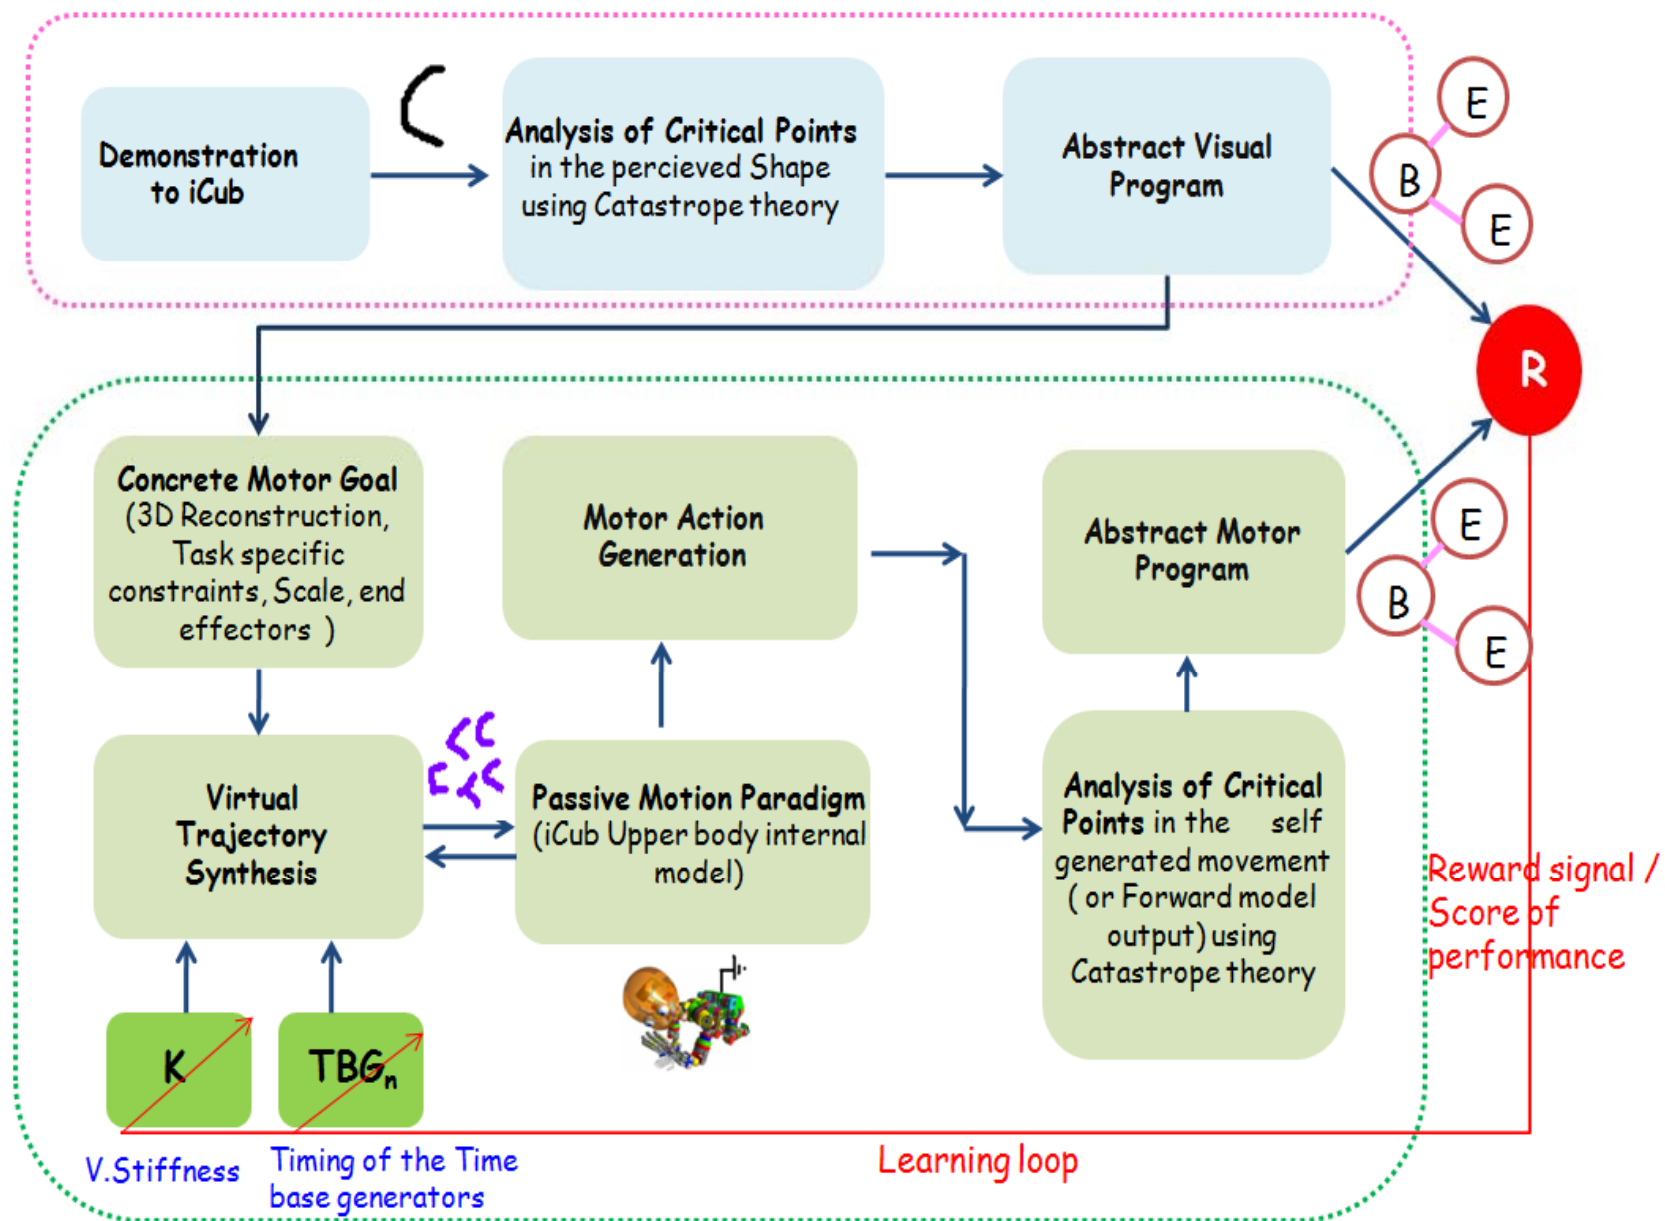 Demonstration
to iCub
Analysis of Critical Points
in the percieved Shape
using Catastrope theory
Abstract Visual
Program
E
B
E
R
Concrete Motor Goal
(3D Reconstruction,
Task specific
constraints, Scale, end
effectors )
Motor Action
Generation
Abstract Motor
Program
E
B
E
Virtual
Trajectory
Synthesis
Passive Motion Paradigm
(iCub Upper body internal
model)
Analysis of Critical
Points in the self
generated movement
( or Forward model
output) using
Catastrope theory
Reward signal /
Score of
performance
K
TBGn
V.Stiffness
Timing of the Time
base generators
Learning loop